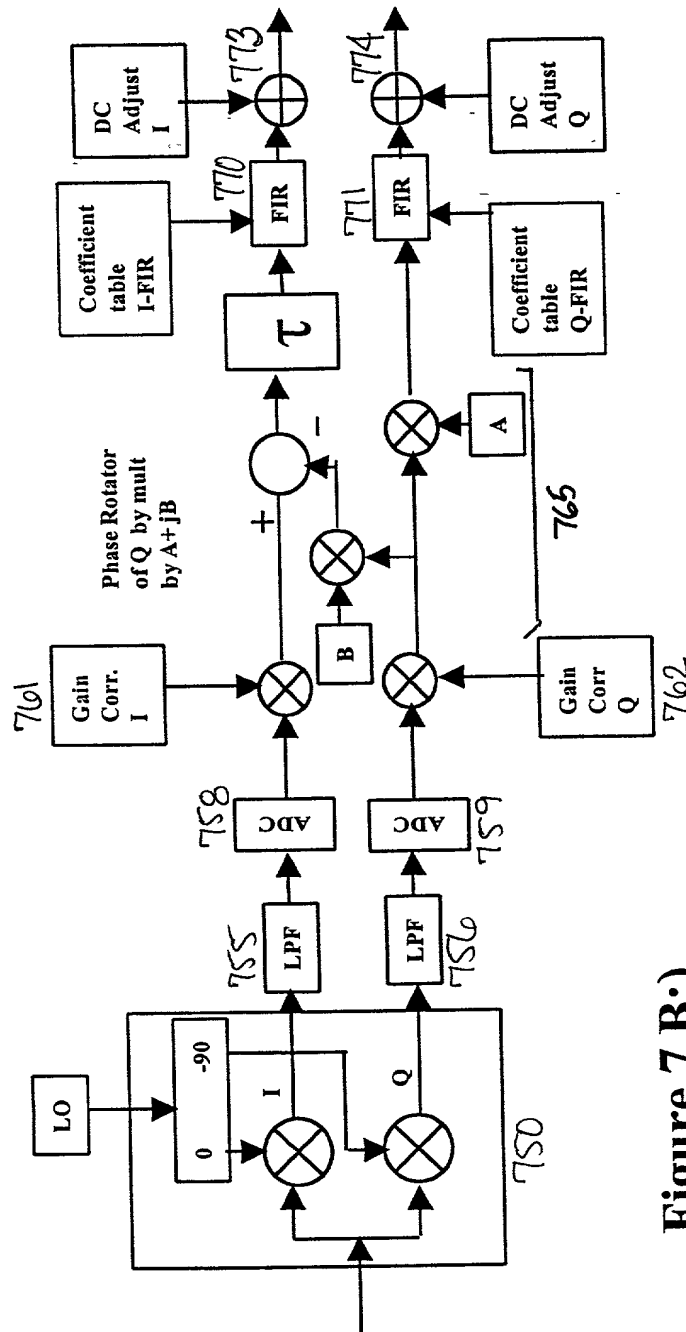 LO
0 -90
I
Q
750
755
LPF
LPF
756
758
ADC
ADC
759
761
Gain
Corr.
I
Gain
Corr
Q
762
Phase Rotator
of Q by mult
by A+jB
B
A
+
-
765
τ
Coefficient
table
I-FIR
770
FIR
771
FIR
Coefficient
table
Q-FIR
DC
Adjust
I
773
774
DC
Adjust
Q
Figure 7 B:)